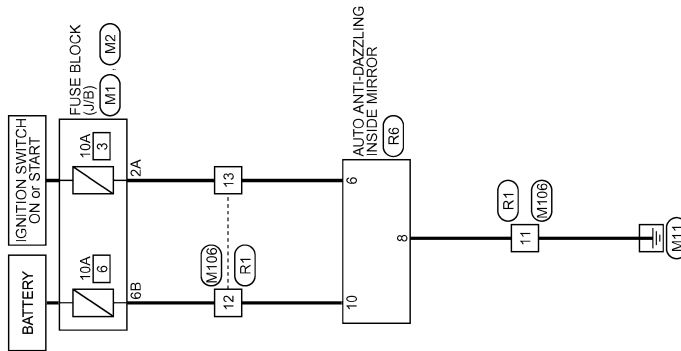 BATTERY
IGNITION SWITCH
ON or START
10A
6
10A
3
FUSE BLOCK
(J/B)
M1 , M2
6B
2A
M106
12
R1
13
10
6
AUTO ANTI-DAZZLING
INSIDE MIRROR
R6
8
R1
11
M106
M11